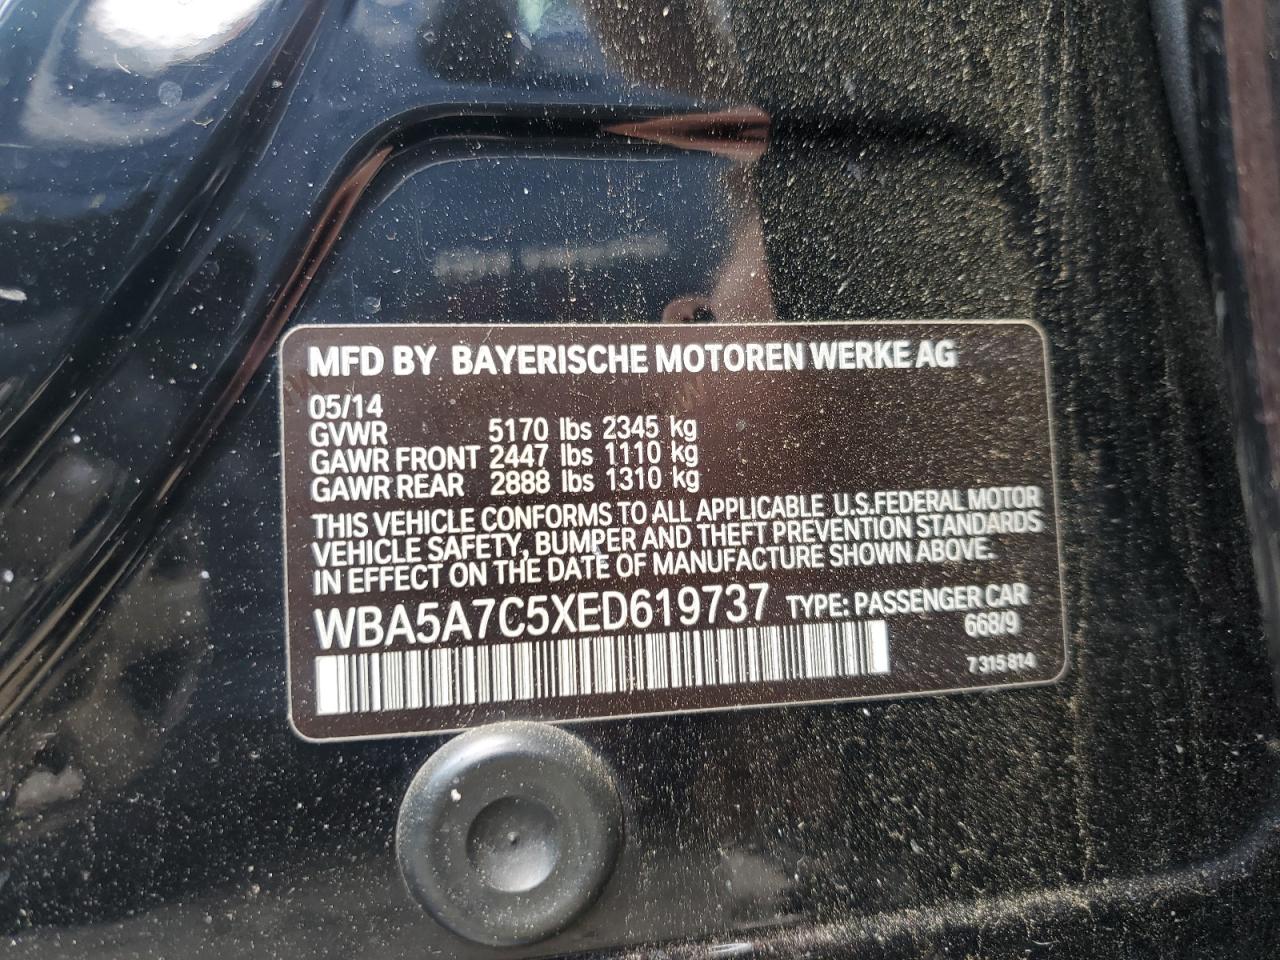 MFD BY BAYERISCHE MOTOREN WERKE AG
05/14
GVWR 5170 lbs 2345 kg
GAWR FRONT 2447 lbs 1110 kg
GAWR REAR 2888 lbs 1310 kg
THIS VEHICLE CONFORMS TO ALL APPLICABLE U.S.FEDERAL MOTOR
VEHICLE SAFETY, BUMPER AND THEFT PREVENTION STANDARDS
IN EFFECT ON THE DATE OF MANUFACTURE SHOWN ABOVE.
WBA5A7C5XED619737 TYPE: PASSENGER CAR
668/9
7 315 814